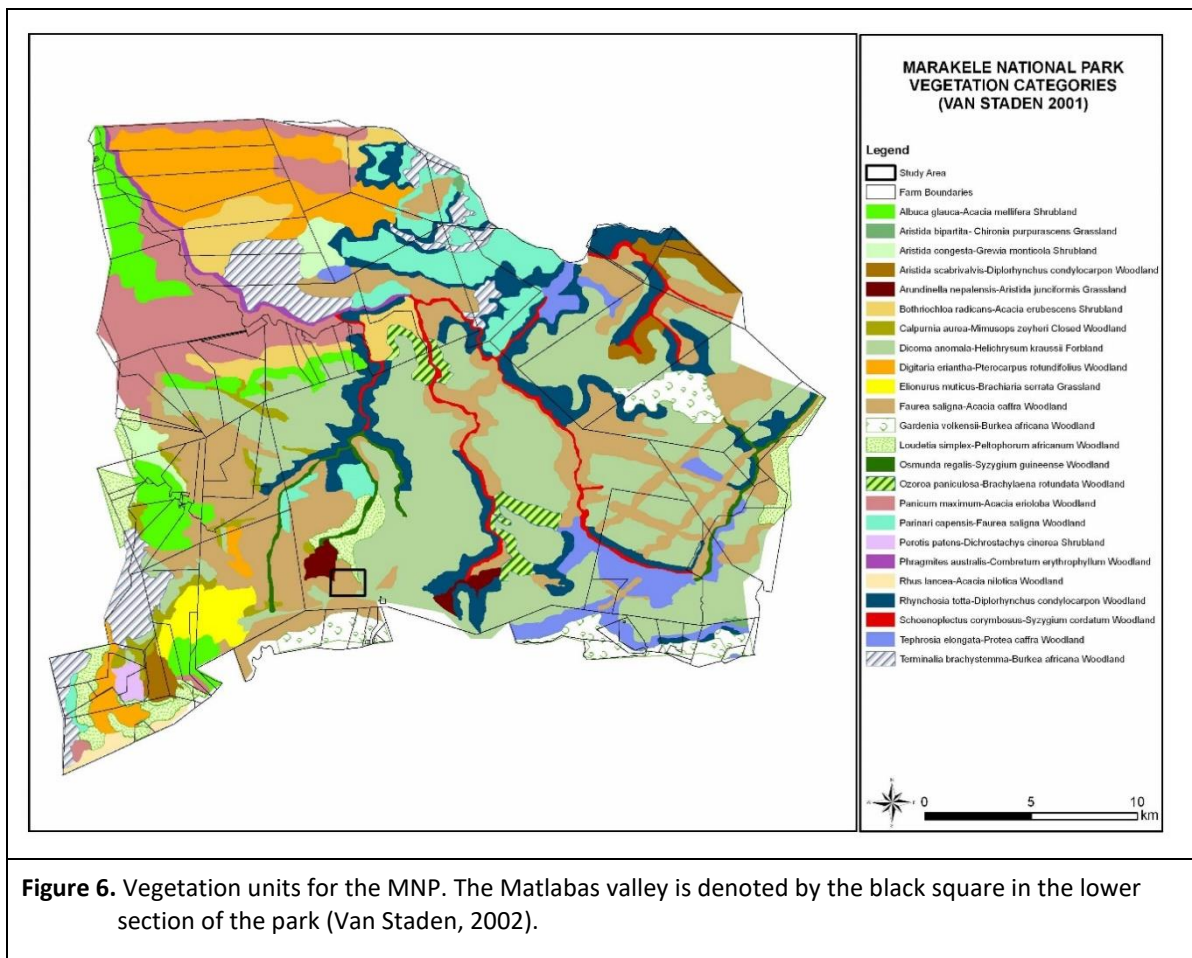 MARAKELE NATIONAL PARK
VEGETATION CATEGORIES
(VAN STADEN 2001)
Legend
Study Area
Farm Boundaries
Albuca glauca-Acacia mellifera Shrubland
Aristida bipartita- Chironia purpurascens Grassland
Aristida congesta-Grewia monticola Shrubland
Aristida scabrivalvis-Diplorhynchus condylocarpon Woodland
Arundinella nepalensis-Aristida junciformis Grassland
Bothriochloa radicans-Acacia erubescens Shrubland
Calpurnia aurea-Mimusops zeyheri Closed Woodland
Dicoma anomala-Helichrysum kraussii Forbland
Digitaria eriantha-Pterocarpus rotundifolius Woodland
Elionurus muticus-Brachiaria serrata Grassland
Faurea saligna-Acacia caffra Woodland
Gardenia volkensii-Burkea africana Woodland
Loudetia simplex-Peltophorum africanum Woodland
Osmunda regalis-Syzygium guineense Woodland
Ozoroa paniculosa-Brachylaena rotundata Woodland
Panicum maximum-Acacia erioloba Woodland
Parinari capensis-Faurea saligna Woodland
Perotis patens-Dichrostachys cinerea Shrubland
Phragmites australis-Combretum erythrophyllum Woodland
Rhus lancea-Acacia nilotica Woodland
Rhynchosia totta-Diplorhynchus condylocarpon Woodland
Schoenoplectus corymbosus-Syzygium cordatum Woodland
Tephrosia elongata-Protea caffra Woodland
Terminalia brachystemma-Burkea africana Woodland
0 5 10
km
Figure 6. Vegetation units for the MNP. The Matlabas valley is denoted by the black square in the lower
section of the park (Van Staden, 2002).